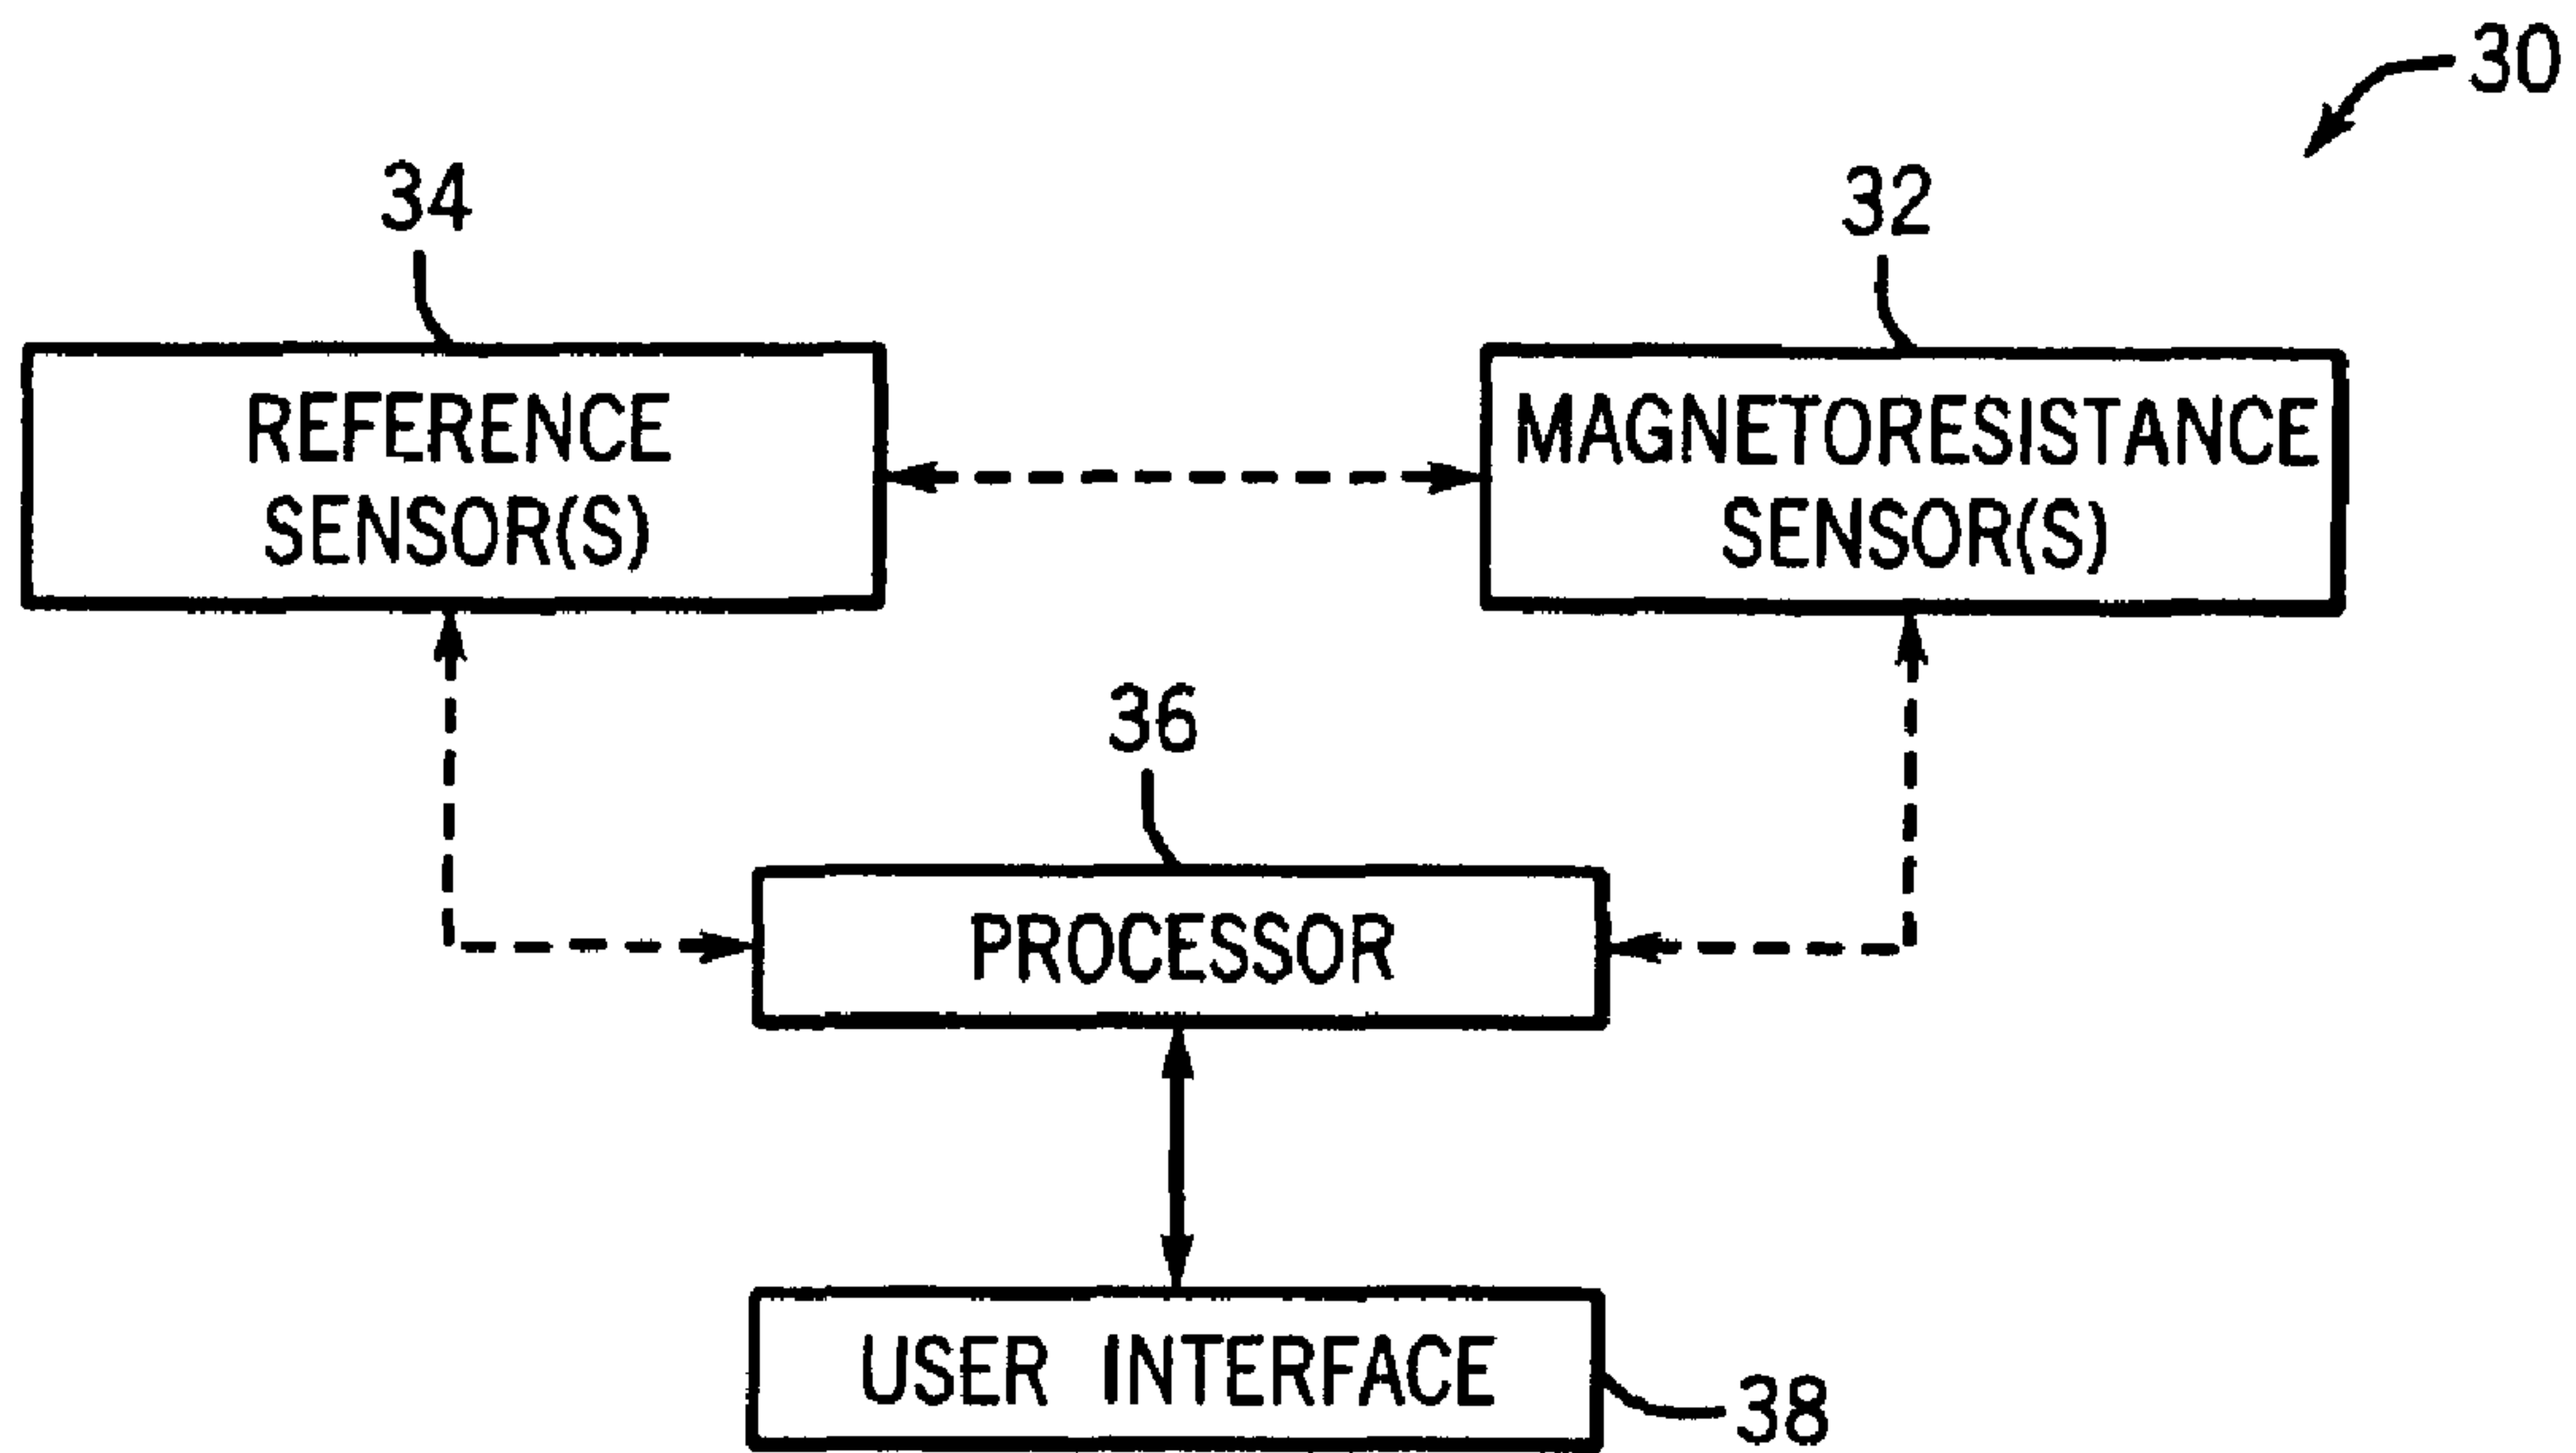 30
34
32
REFERENCE
SENSOR(S)
MAGNETORESISTANCE
SENSOR(S)
36
PROCESSOR
USER INTERFACE
38